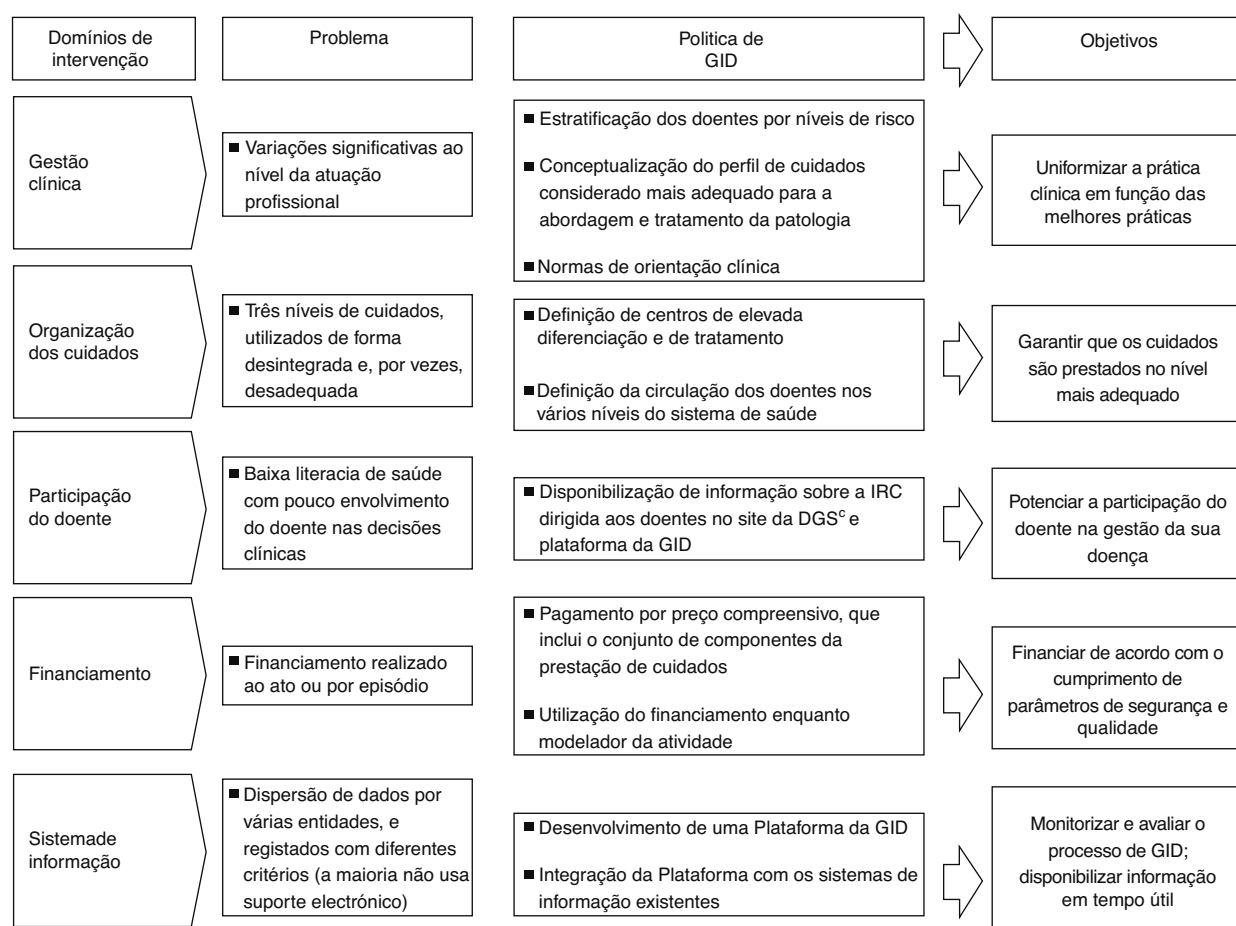 Domínios de
intervenção
Problema
Politica de
GID
Objetivos
Gestão
clínica
■ Variações significativas ao
nível da atuação
profissional
■ Estratificação dos doentes por níveis de risco
■ Conceptualização do perfil de cuidados
considerado mais adequado para a
abordagem e tratamento da patologia
■ Normas de orientação clínica
Uniformizar a prática
clínica em função das
melhores práticas
Organização
dos cuidados
■ Três níveis de cuidados,
utilizados de forma
desintegrada e, por vezes,
desadequada
■ Definição de centros de elevada
diferenciação e de tratamento
■ Definição da circulação dos doentes nos
vários níveis do sistema de saúde
Garantir que os cuidados
são prestados no nível
mais adequado
Participação
do doente
■ Baixa literacia de saúde
com pouco envolvimento
do doente nas decisões
clínicas
■ Disponibilização de informação sobre a IRC
dirigida aos doentes no site da DGSᶜ e
plataforma da GID
Potenciar a participação do
doente na gestão da sua
doença
Financiamento
■ Financiamento realizado
ao ato ou por episódio
■ Pagamento por preço compreensivo, que
inclui o conjunto de componentes da
prestação de cuidados
■ Utilização do financiamento enquanto
modelador da atividade
Financiar de acordo com o
cumprimento de
parâmetros de segurança e
qualidade
Sistemade
informação
■ Dispersão de dados por
várias entidades, e
registados com diferentes
critérios (a maioria não usa
suporte electrónico)
■ Desenvolvimento de uma Plataforma da GID
■ Integração da Plataforma com os sistemas de
informação existentes
Monitorizar e avaliar o
processo de GID;
disponibilizar informação
em tempo útil